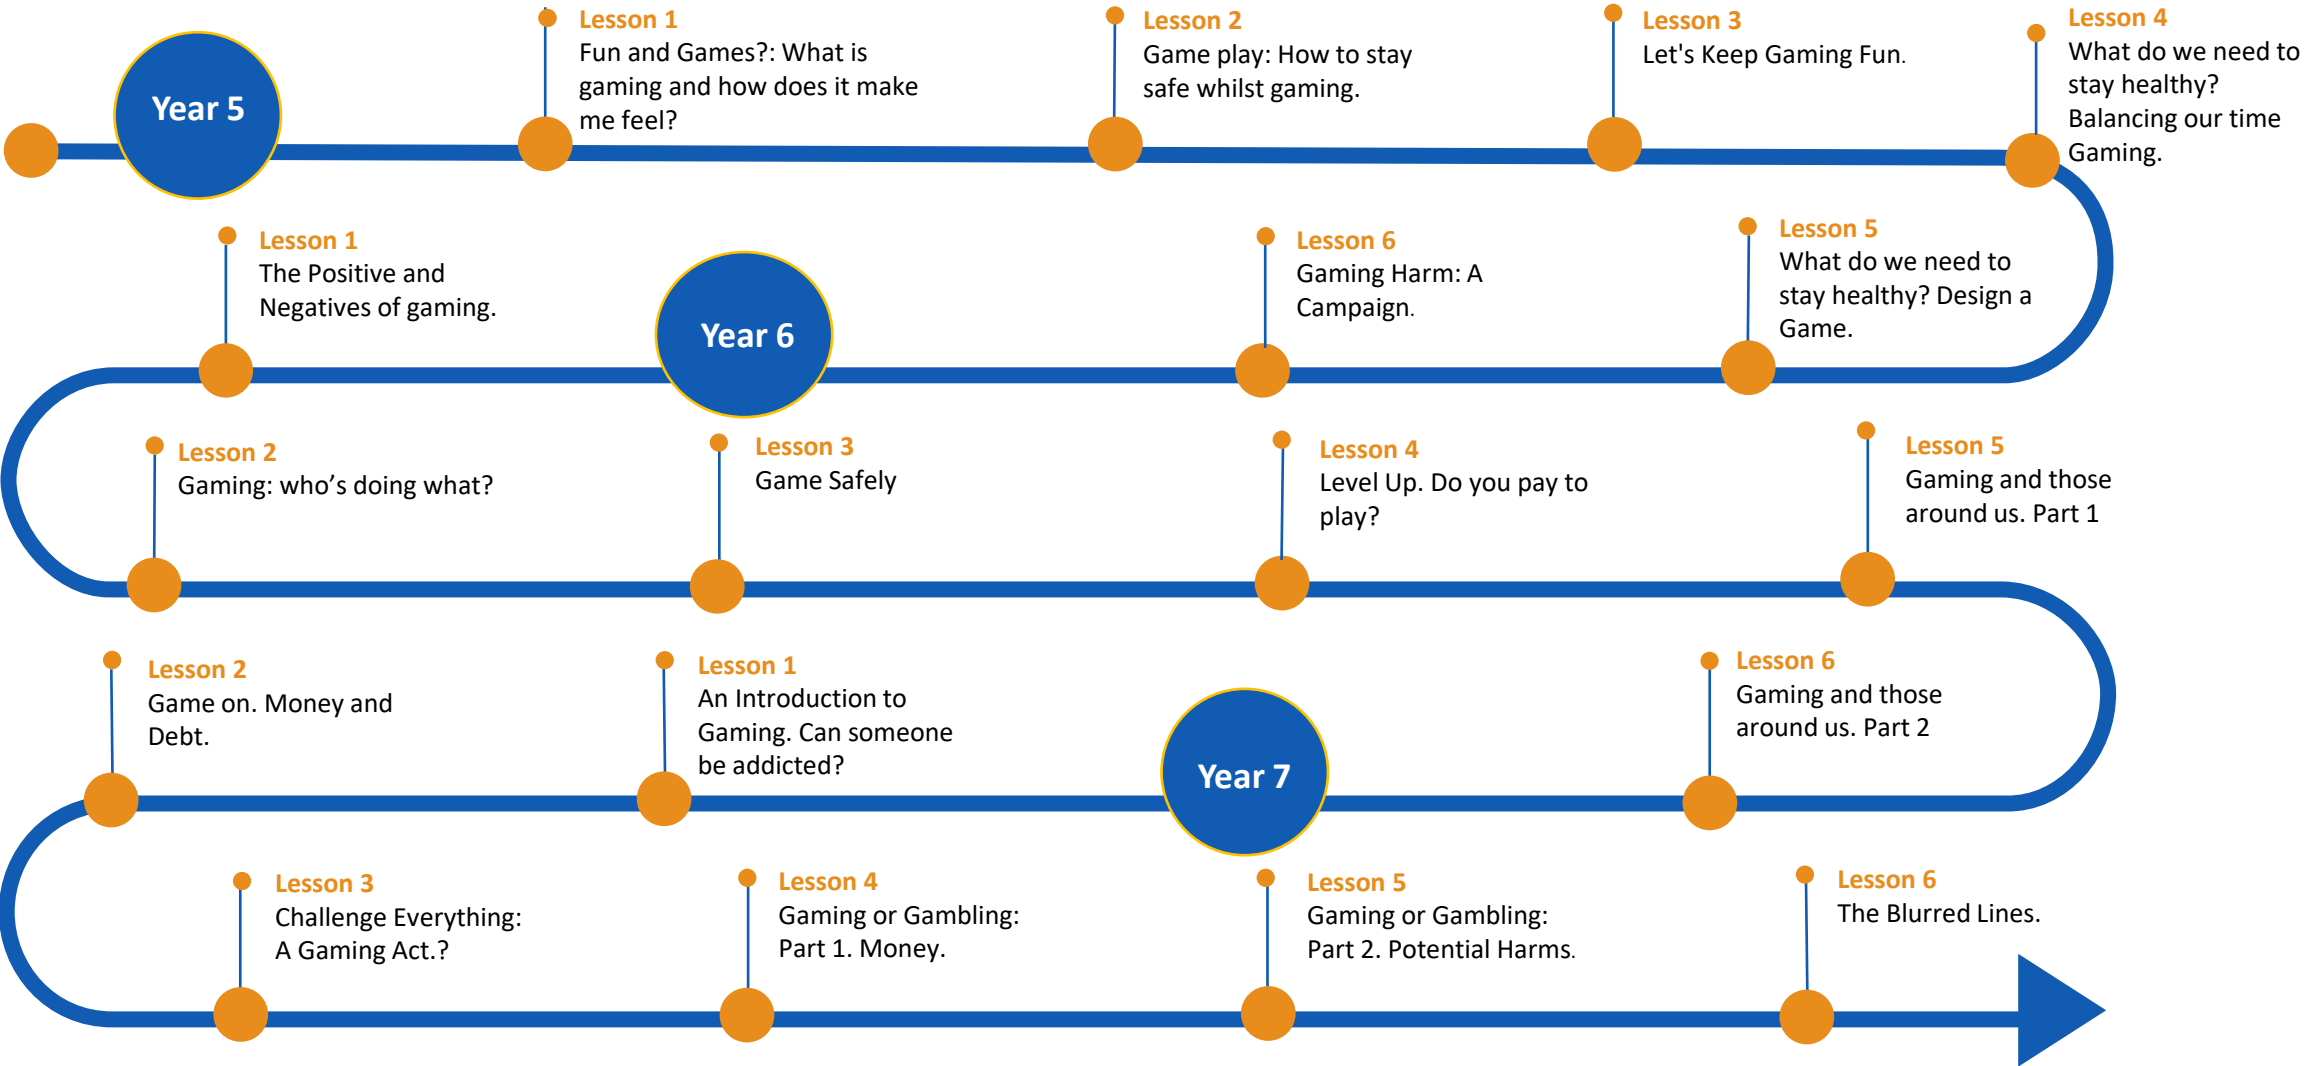 Year 5
Lesson 1
Fun and Games?: What is
gaming and how does it make
me feel?
Lesson 2
Game play: How to stay
safe whilst gaming.
Lesson 3
Let's Keep Gaming Fun.
Lesson 4
What do we need to
stay healthy?
Balancing our time
Gaming.
Lesson 5
What do we need to
stay healthy? Design a
Game.
Lesson 6
Gaming Harm: A
Campaign.
Year 6
Lesson 1
The Positive and
Negatives of gaming.
Lesson 2
Gaming: who’s doing what?
Lesson 3
Game Safely
Lesson 4
Level Up. Do you pay to
play?
Lesson 5
Gaming and those
around us. Part 1
Lesson 6
Gaming and those
around us. Part 2
Year 7
Lesson 1
An Introduction to
Gaming. Can someone
be addicted?
Lesson 2
Game on. Money and
Debt.
Lesson 3
Challenge Everything:
A Gaming Act.?
Lesson 4
Gaming or Gambling:
Part 1. Money.
Lesson 5
Gaming or Gambling:
Part 2. Potential Harms.
Lesson 6
The Blurred Lines.